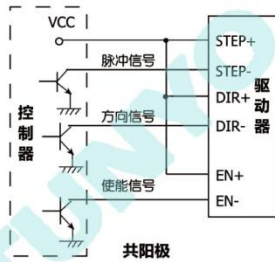 VCC
STEP+
脉冲信号
STEP-
DIR+
方向信号
DIR-
EN+
使能信号
EN-
控制器
驱动器
共阳极
TUNYO